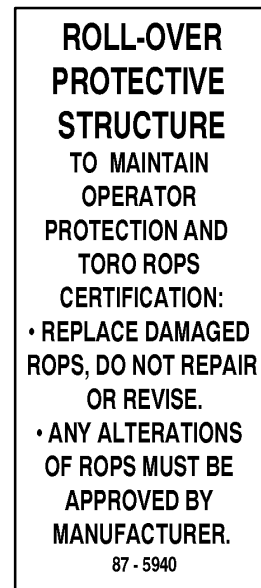 ROLL-OVER
PROTECTIVE
STRUCTURE
TO MAINTAIN
OPERATOR
PROTECTION AND
TORO ROPS
CERTIFICATION:
• REPLACE DAMAGED
ROPS, DO NOT REPAIR
OR REVISE.
• ANY ALTERATIONS
OF ROPS MUST BE
APPROVED BY
MANUFACTURER.
87 - 5940